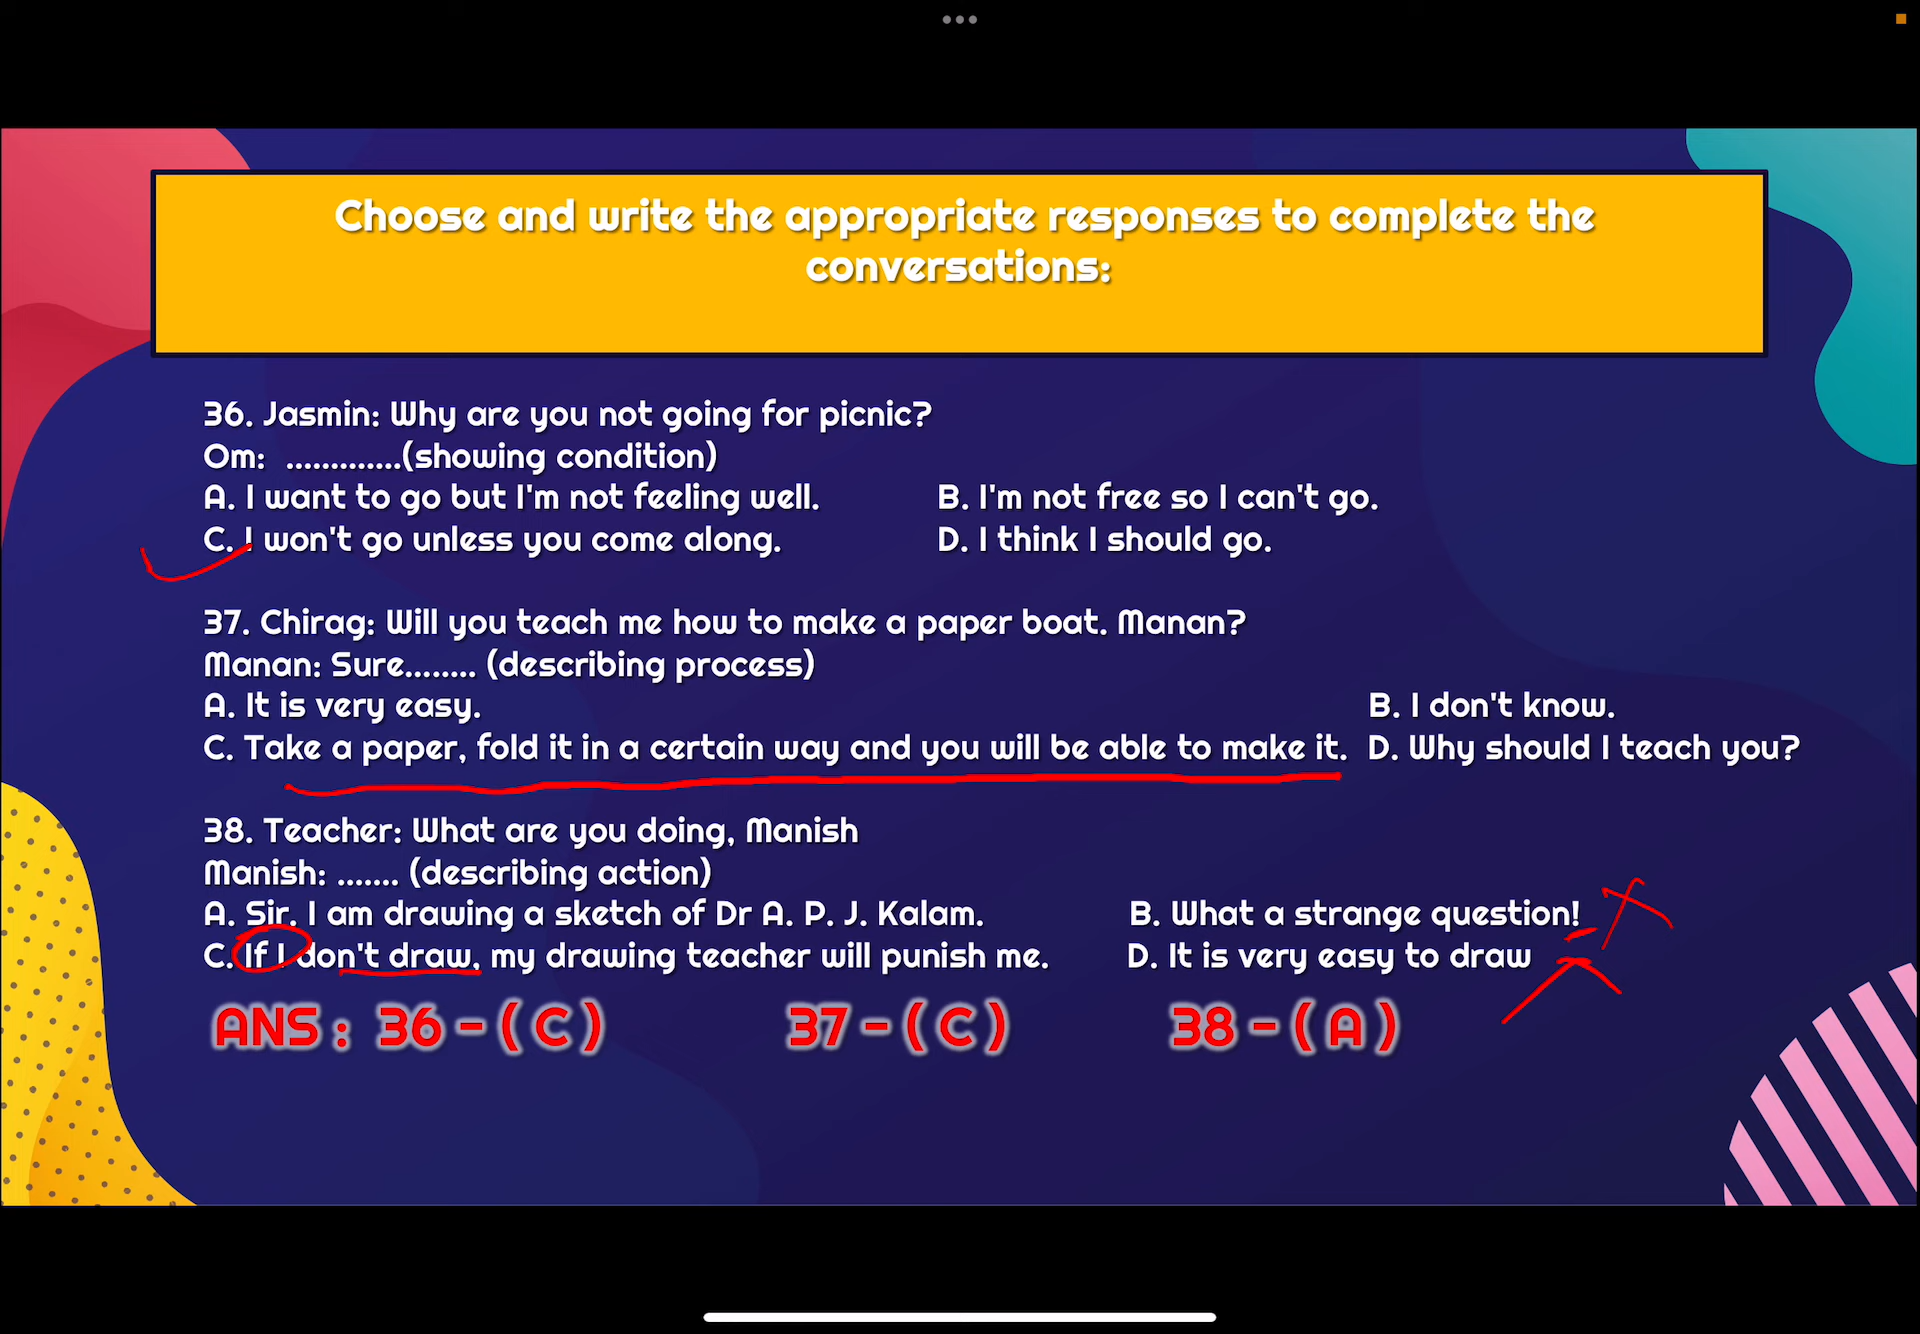 Choose and write the appropriate responses to complete the
conversations:
36. Jasmin: Why are you not going for picnic?
Om: .............(showing condition)
A. I want to go but I'm not feeling well. B. I'm not free so I can't go.
C. I won't go unless you come along. D. I think I should go.
37. Chirag: Will you teach me how to make a paper boat. Manan?
Manan: Sure........ (describing process)
A. It is very easy. B. I don't know.
C. Take a paper, fold it in a certain way and you will be able to make it. D. Why should I teach you?
38. Teacher: What are you doing, Manish
Manish: ....... (describing action)
A. Sir. I am drawing a sketch of Dr A. P. J. Kalam. B. What a strange question!
C. If I don't draw, my drawing teacher will punish me. D. It is very easy to draw
ANS : 36 - ( C ) 37 - ( C ) 38 - ( A )